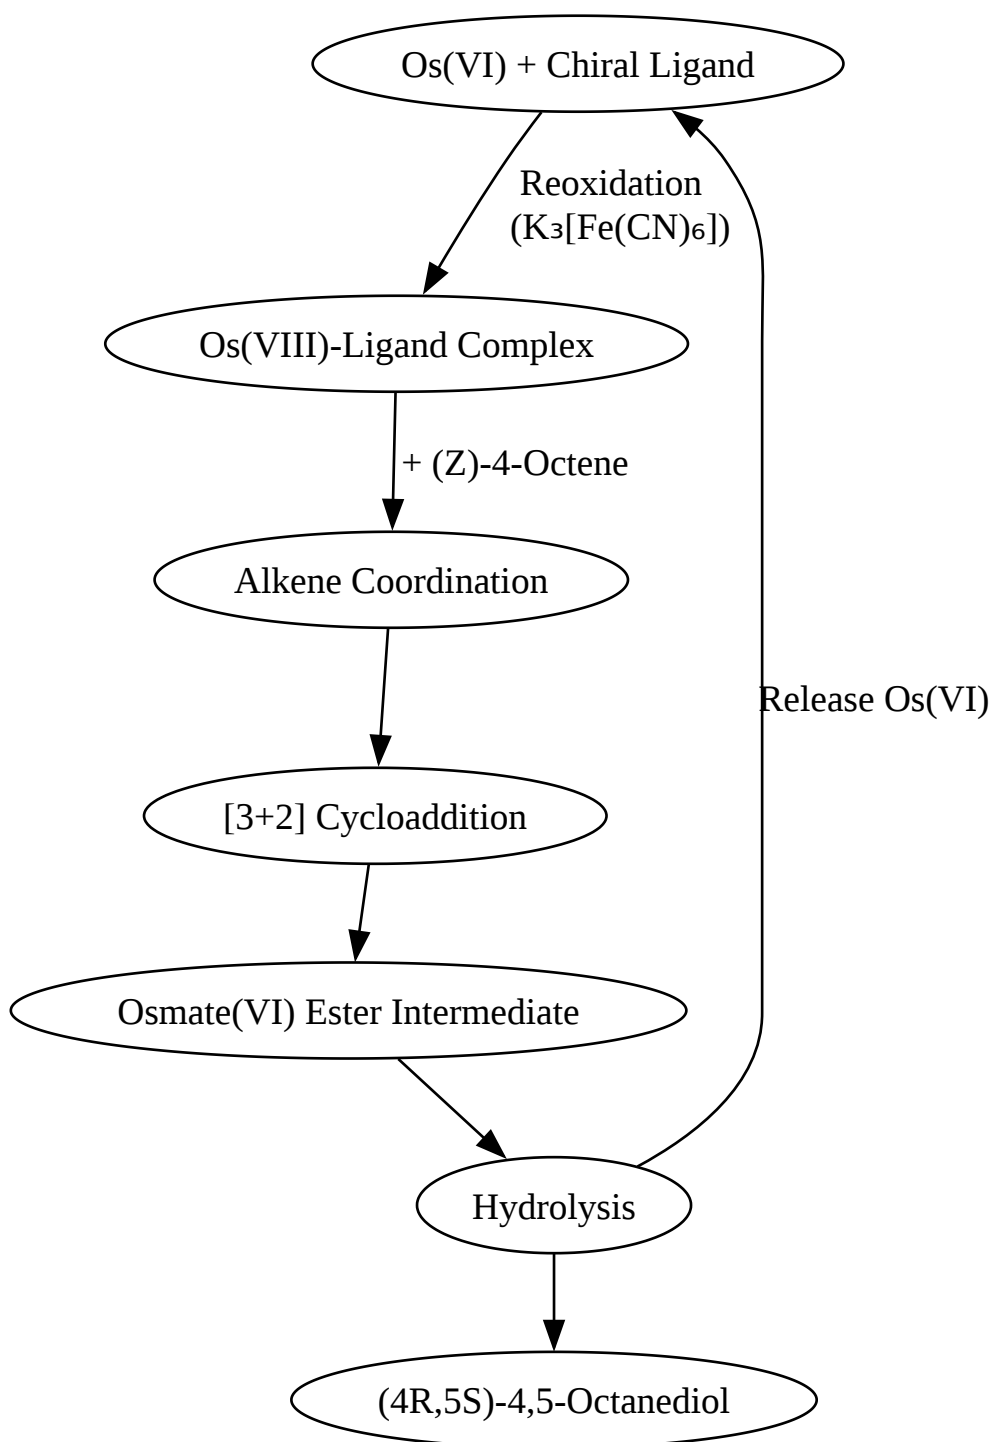 Os(VI) + Chiral Ligand
Reoxidation
(K₃[Fe(CN)₆])
Os(VIII)-Ligand Complex
+ (Z)-4-Octene
Alkene Coordination
Release Os(VI)
[3+2] Cycloaddition
Osmate(VI) Ester Intermediate
Hydrolysis
(4R,5S)-4,5-Octanediol